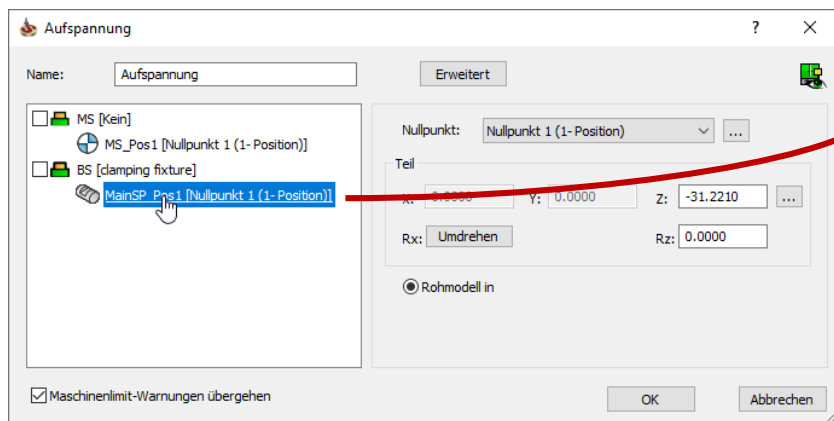 Aufspannung
?
Name: Aufspannung Erweitert
MS [Kein]
MS_Pos1 [Nullpunkt 1 (1- Position)]
BS [clamping fixture]
MainSP_Pos1 [Nullpunkt 1 (1- Position)]
Nullpunkt: Nullpunkt 1 (1- Position) ...
Teil
X: 0.0000 Y: 0.0000 Z: -31.2210 ...
Rx: Umdrehen Rz: 0.0000
Rohmodell in
Maschinenlimit-Warnungen übergehen
OK Abbrechen